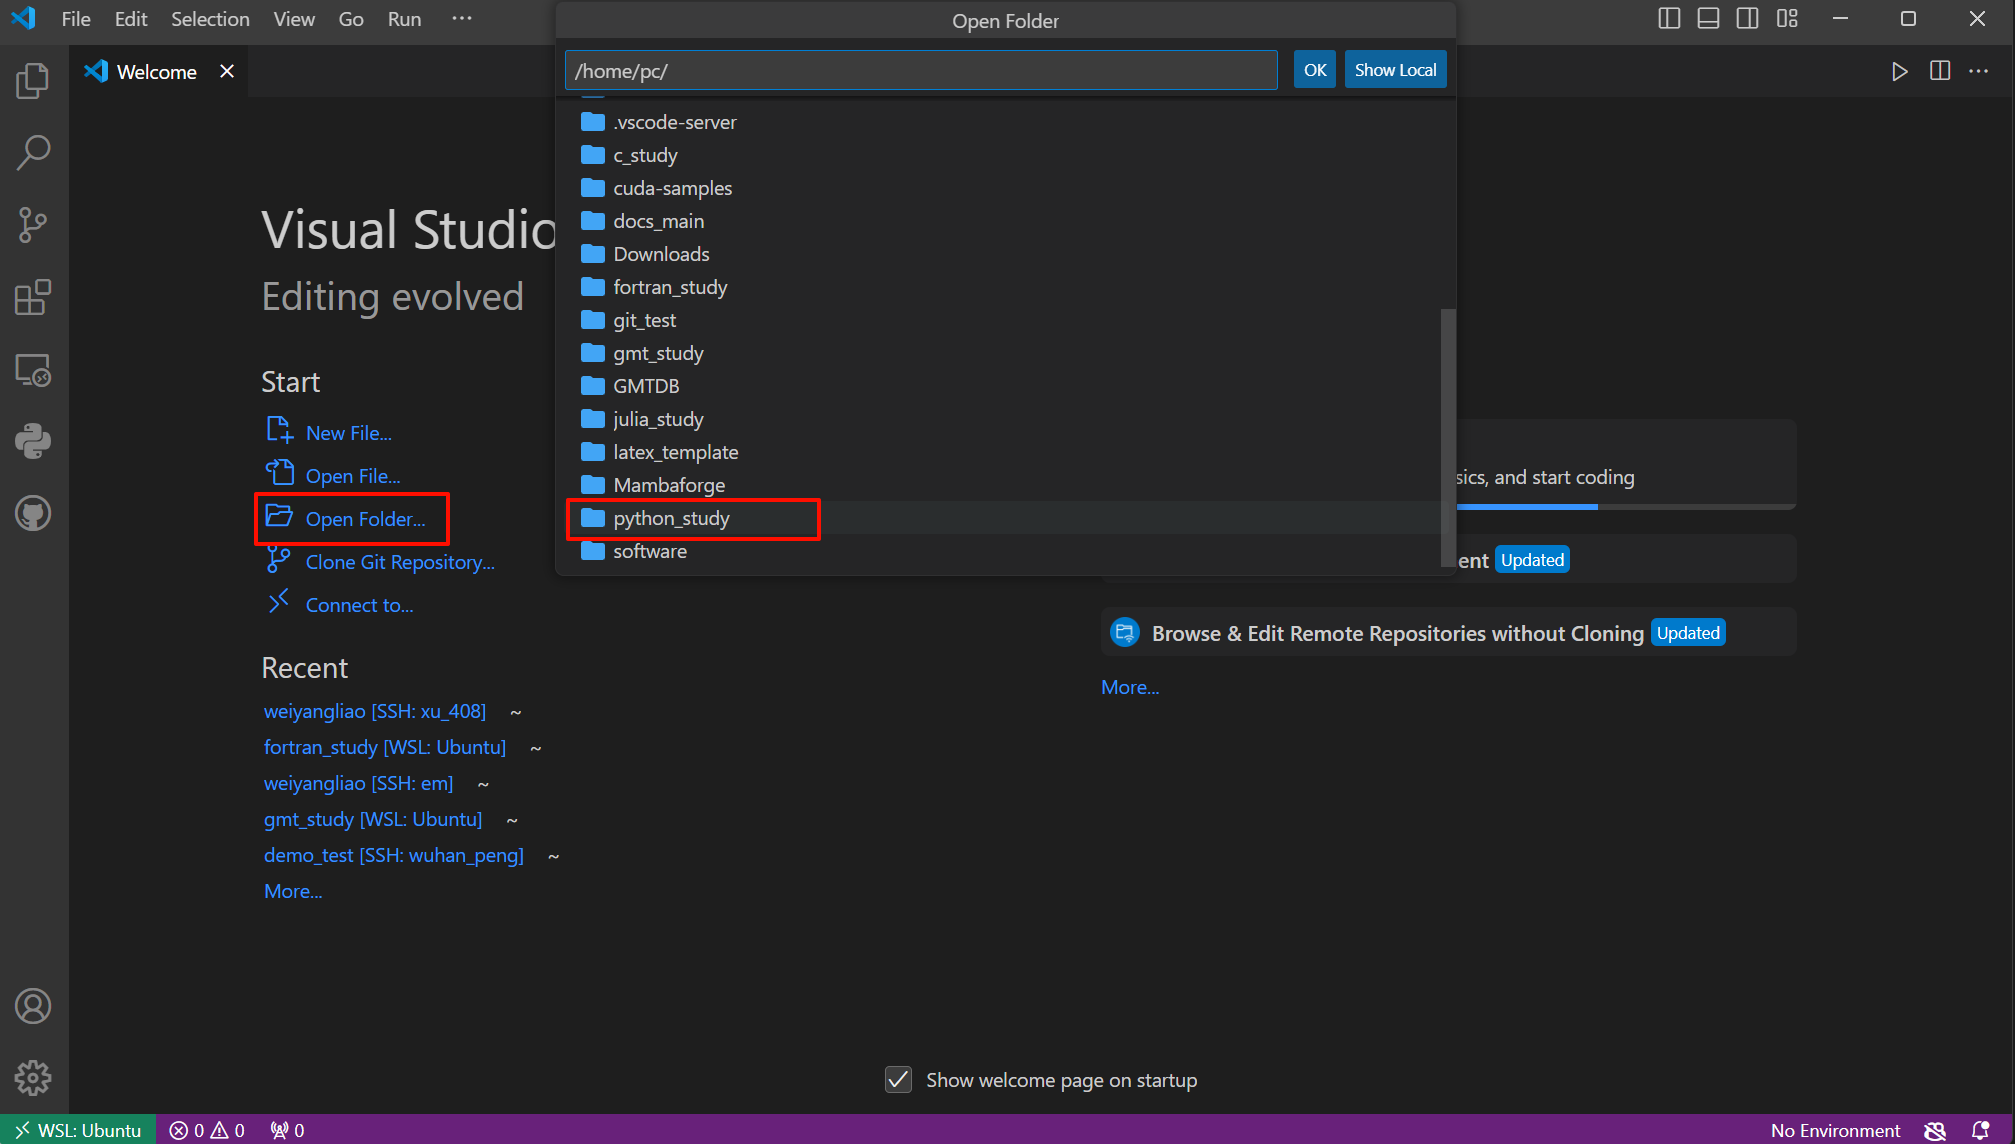 File Edit Selection View Go Run ···
Open Folder
Welcome
/home/pc/
OK
Show Local
.vscode-server
c_study
cuda-samples
docs_main
Downloads
fortran_study
git_test
gmt_study
GMTDB
julia_study
latex_template
Mambaforge
python_study
software
Visual Studio
Editing evolved
Start
New File...
Open File...
Open Folder...
Clone Git Repository...
Connect to...
Recent
weiyangliao [SSH: xu_408] ~
fortran_study [WSL: Ubuntu] ~
weiyangliao [SSH: em] ~
gmt_study [WSL: Ubuntu] ~
demo_test [SSH: wuhan_peng] ~
More...
sics, and start coding
ent Updated
Browse & Edit Remote Repositories without Cloning Updated
More...
Show welcome page on startup
WSL: Ubuntu 0 0 0
No Environment